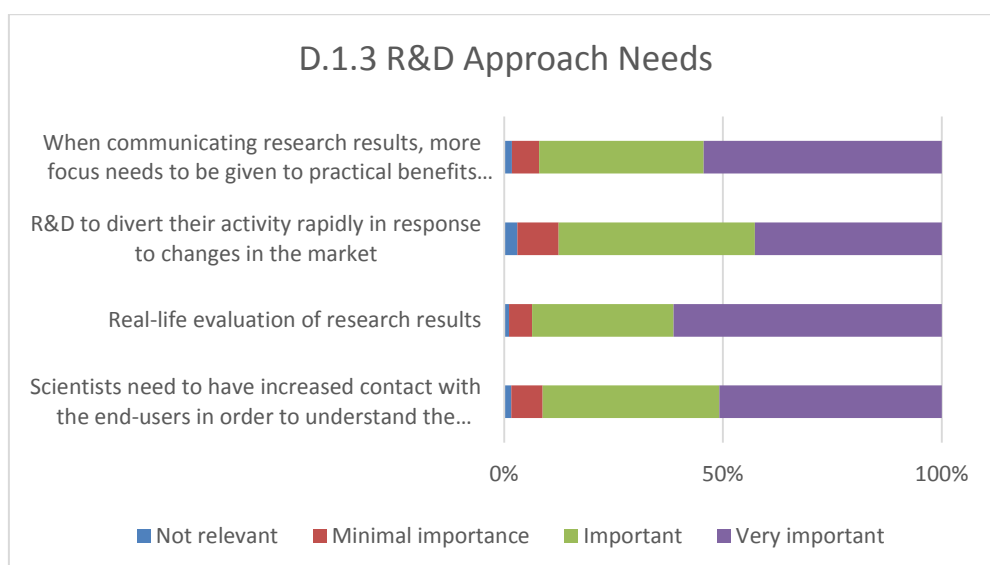 D.1.3 R&D Approach Needs
When communicating research results, more
focus needs to be given to practical benefits...
R&D to divert their activity rapidly in response
to changes in the market
Real-life evaluation of research results
Scientists need to have increased contact with
the end-users in order to understand the...
0%
50%
100%
Not relevant
Minimal importance
Important
Very important